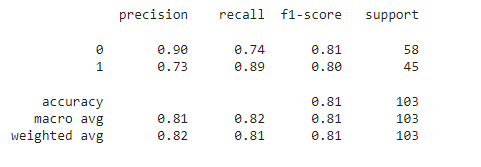 precision recall f1-score support
0 0.90 0.74 0.81 58
1 0.73 0.89 0.80 45
accuracy 0.81 103
macro avg 0.81 0.82 0.81 103
weighted avg 0.82 0.81 0.81 103